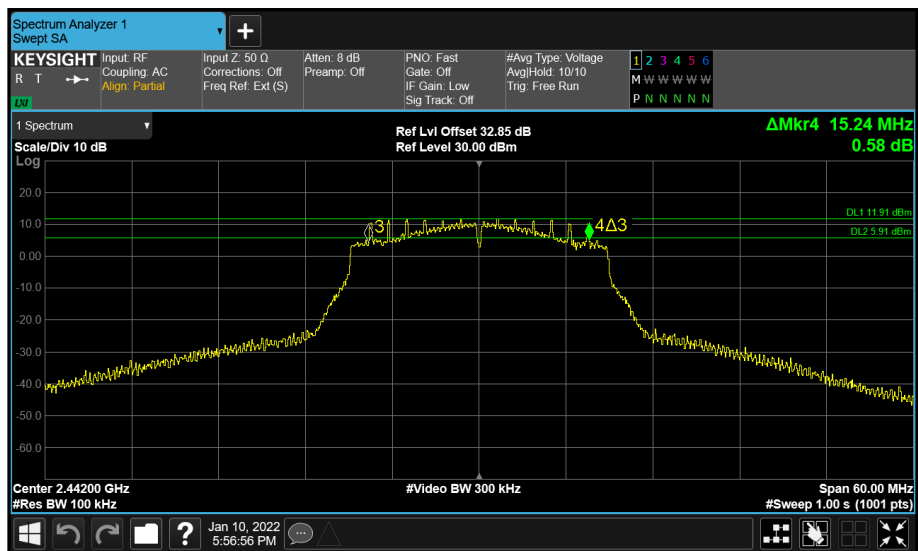 Spectrum Analyzer 1
Swept SA
KEYSIGHT
R T
LXI
Input: RF
Coupling: AC
Align: Partial
Input Z: 50 Ω
Corrections: Off
Freq Ref: Ext (S)
Atten: 8 dB
Preamp: Off
PNO: Fast
Gate: Off
IF Gain: Low
Sig Track: Off
#Avg Type: Voltage
Avg|Hold: 10/10
Trig: Free Run
1 2 3 4 5 6
M W W W W W
P N N N N N
1 Spectrum
Scale/Div 10 dB
Log
Ref Lvl Offset 32.85 dB
Ref Level 30.00 dBm
ΔMkr4 15.24 MHz
0.58 dB
20.0
DL1 11.91 dBm
10.0
3
4Δ3
DL2 5.91 dBm
0.00
-10.0
-20.0
-30.0
-40.0
-50.0
-60.0
Center 2.44200 GHz
#Video BW 300 kHz
Span 60.00 MHz
#Res BW 100 kHz
#Sweep 1.00 s (1001 pts)
?
Jan 10, 2022
5:56:56 PM